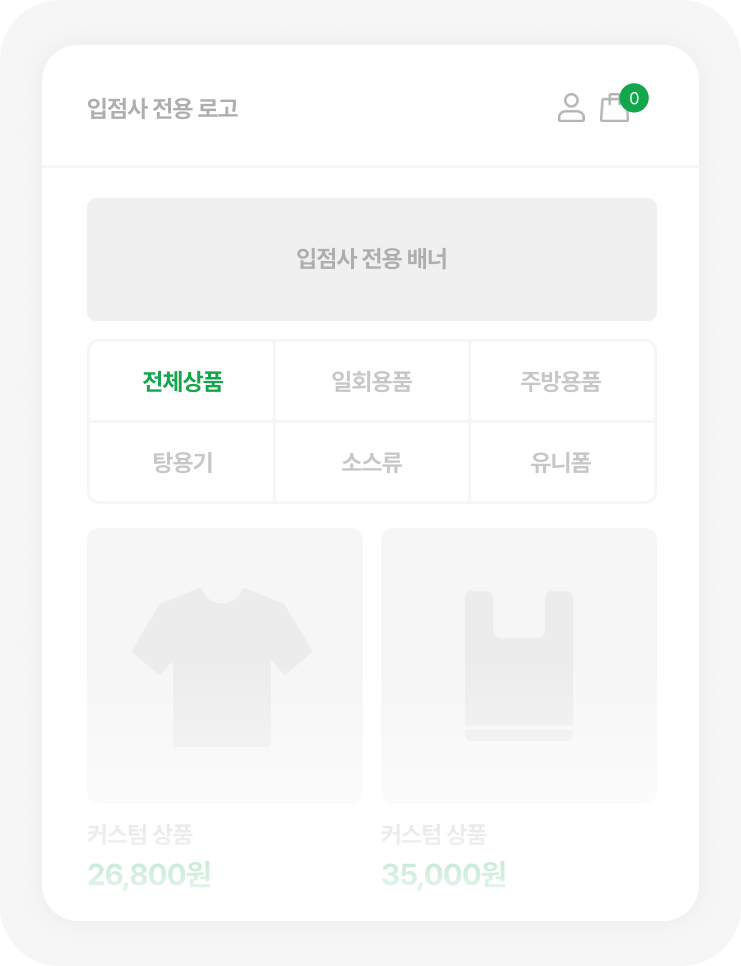 입점사 전용 로고
0
입점사 전용 배너
전체상품 일회용품 주방용품
탕용기 소스류 유니폼
커스텀 상품 커스텀 상품
26,800원 35,000원